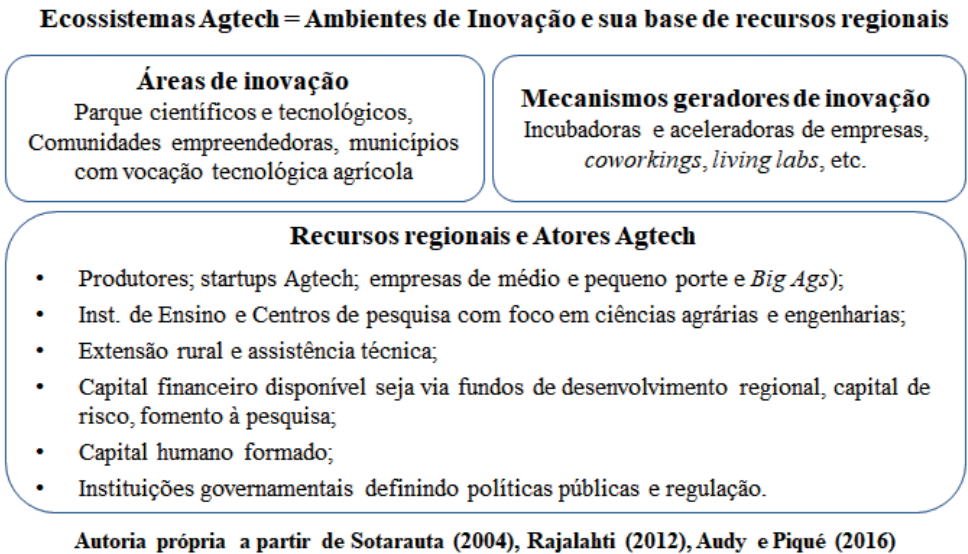 Ecossistemas Agtech = Ambientes de Inovação e sua base de recursos regionais
Áreas de inovação
Parque científicos e tecnológicos,
Comunidades empreendedoras, municípios
com vocação tecnológica agrícola
Mecanismos geradores de inovação
Incubadoras e aceleradoras de empresas,
coworkings, living labs, etc.
Recursos regionais e Atores Agtech
• Produtores; startups Agtech; empresas de médio e pequeno porte e Big Ags);
• Inst. de Ensino e Centros de pesquisa com foco em ciências agrárias e engenharias;
• Extensão rural e assistência técnica;
• Capital financeiro disponível seja via fundos de desenvolvimento regional, capital de
risco, fomento à pesquisa;
• Capital humano formado;
• Instituições governamentais definindo políticas públicas e regulação.
Autoria própria a partir de Sotarauta (2004), Rajalahti (2012), Audy e Piqué (2016)